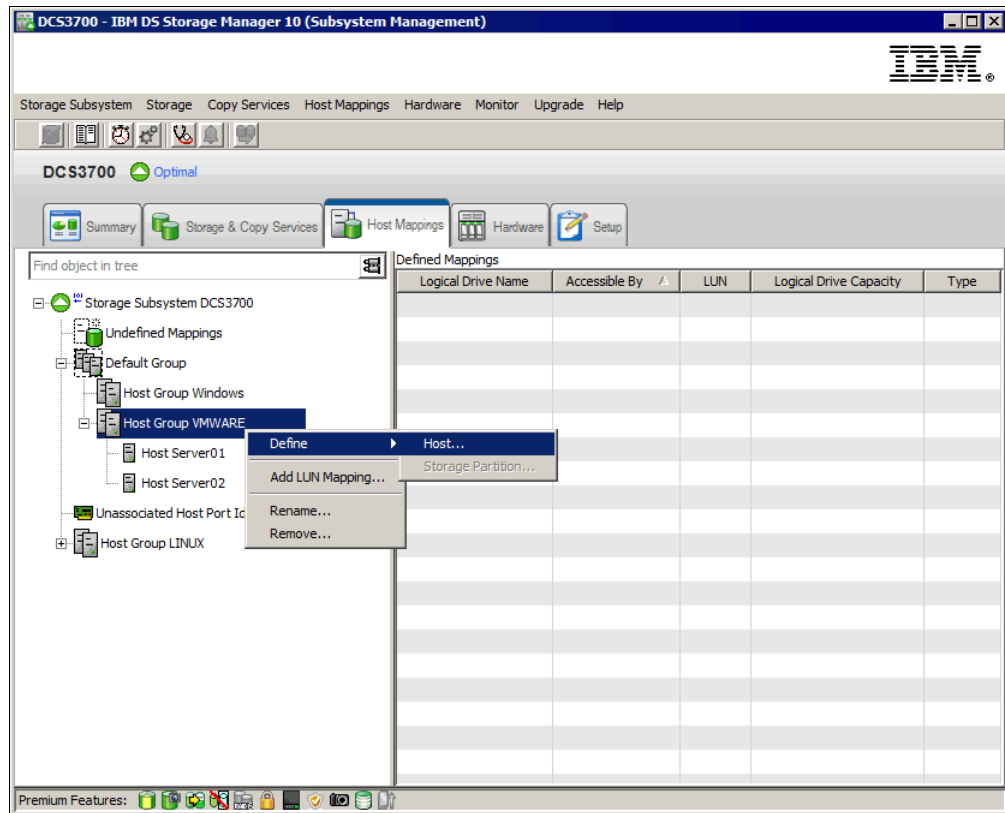 DCS3700 - IBM DS Storage Manager 10 (Subsystem Management)
IBM®
Storage Subsystem Storage Copy Services Host Mappings Hardware Monitor Upgrade Help
DCS3700 Optimal
Summary Storage & Copy Services Host Mappings Hardware Setup
Find object in tree
Defined Mappings
Logical Drive Name Accessible By LUN Logical Drive Capacity Type
Storage Subsystem DCS3700
Undefined Mappings
Default Group
Host Group Windows
Host Group VMWARE
Define Host...
Host Server01
Storage Partition...
Add LUN Mapping...
Host Server02
Unassociated Host Port Id
Rename...
Remove...
Host Group LINUX
Premium Features: